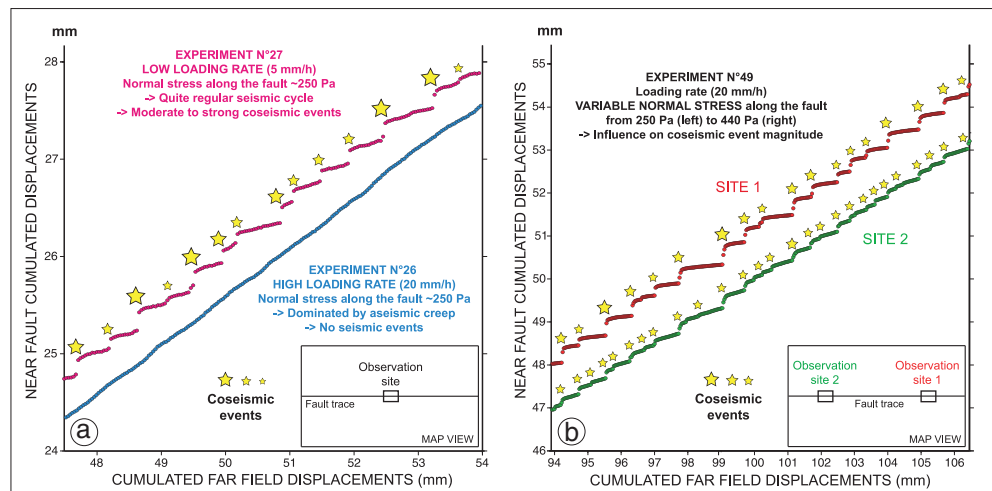 mm
28
27
26
25
24
NEAR FAULT CUMULATED DISPLACEMENTS
EXPERIMENT N°27
LOW LOADING RATE (5 mm/h)
Normal stress along the fault ~250 Pa
-> Quite regular seismic cycle
-> Moderate to strong coseismic events
EXPERIMENT N°26
HIGH LOADING RATE (20 mm/h)
Normal stress along the fault ~250 Pa
-> Dominated by aseismic creep
-> No seismic events
Coseismic
events
Observation
site
Fault trace
MAP VIEW
a
48 49 50 51 52 53 54
CUMULATED FAR FIELD DISPLACEMENTS (mm)
mm
55
54
53
52
51
50
49
48
47
46
NEAR FAULT CUMULATED DISPLACEMENTS
EXPERIMENT N°49
Loading rate (20 mm/h)
VARIABLE NORMAL STRESS along the fault
from 250 Pa (left) to 440 Pa (right)
-> Influence on coseismic event magnitude
SITE 1
SITE 2
Coseismic
events
Observation
site 2
Observation
site 1
Fault trace
MAP VIEW
b
94 95 96 97 98 99 100 101 102 103 104 105 106
CUMULATED FAR FIELD DISPLACEMENTS (mm)